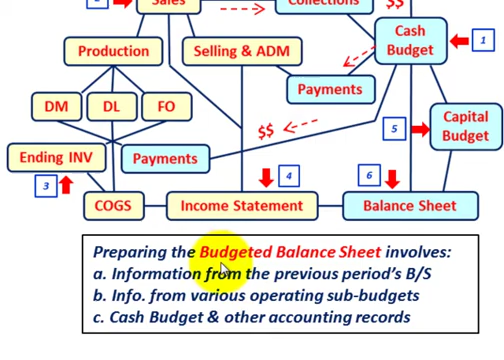 2
Sales
Collections
$$
Production
Selling & ADM
Cash
Budget
1
Payments
DM
DL
FO
$$
5
Capital
Budget
Ending INV
Payments
3
4
6
COGS
Income Statement
Balance Sheet
Preparing the Budgeted Balance Sheet involves:
a. Information from the previous period's B/S
b. Info. from various operating sub-budgets
c. Cash Budget & other accounting records